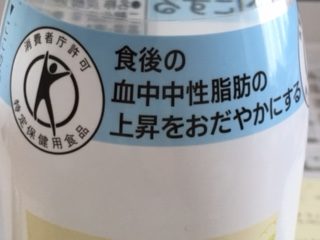 消費者庁許可
特定保健用食品
食後の
血中中性脂肪の
上昇をおだやかにする